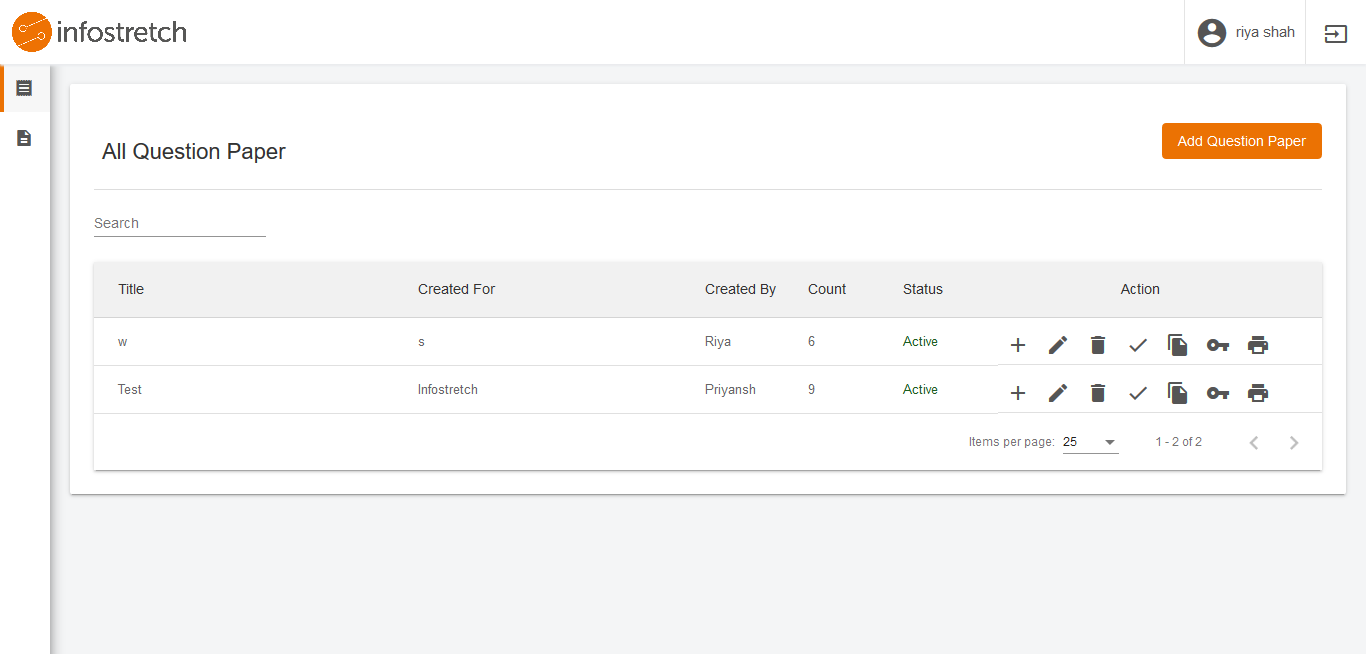 infostretch
riya shah
All Question Paper
Add Question Paper
Search
Title Created For Created By Count Status Action
w s Riya 6 Active
Test Infostretch Priyansh 9 Active
Items per page: 25 1 - 2 of 2